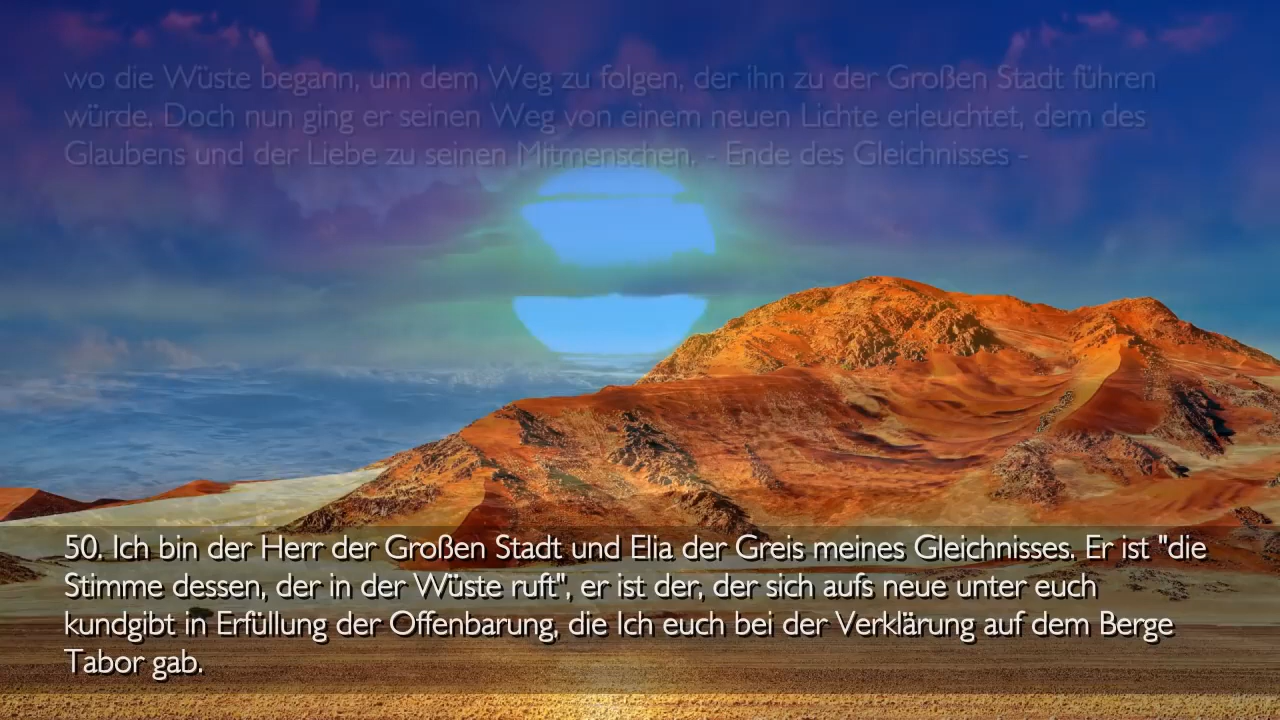 wo die Wüste begann, um dem Weg zu folgen, der ihn zu der Großen Stadt führen
würde. Doch nun ging er seinen Weg von einem neuen Lichte erleuchtet, dem des
Glaubens und der Liebe zu seinen Mitmenschen. - Ende des Gleichnisses -
50. Ich bin der Herr der Großen Stadt und Elia der Greis meines Gleichnisses. Er ist "die
Stimme dessen, der in der Wüste ruft", er ist der, der sich aufs neue unter euch
kundgibt in Erfüllung der Offenbarung, die Ich euch bei der Verklärung auf dem Berge
Tabor gab.